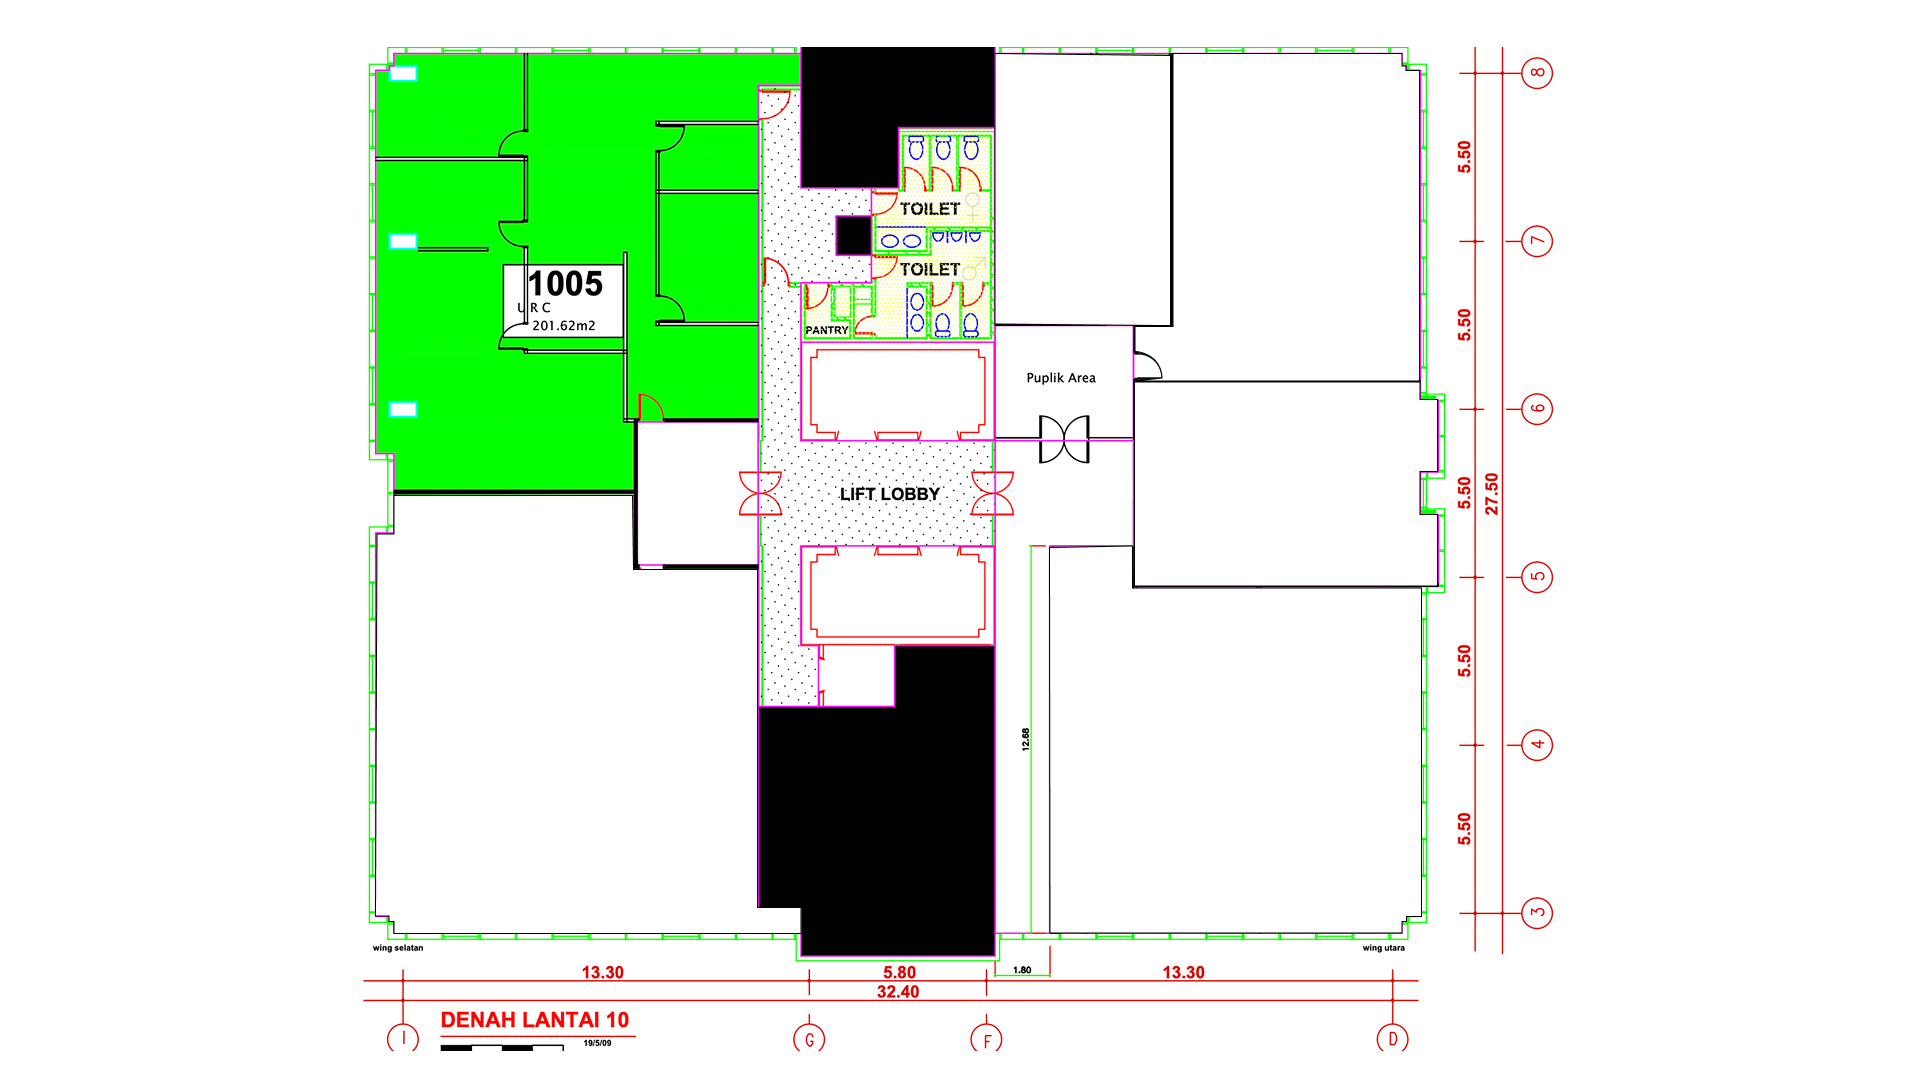 8
5.50
TOILET
7
TOILET
1005
U R C
201.62m2
5.50
PANTRY
Puplik Area
6
LIFT LOBBY
5.50
27.50
5
5.50
12.68
4
5.50
3
wing selatan
wing utara
13.30
5.80
1.80
13.30
32.40
DENAH LANTAI 10
I
G
F
D
19/5/09